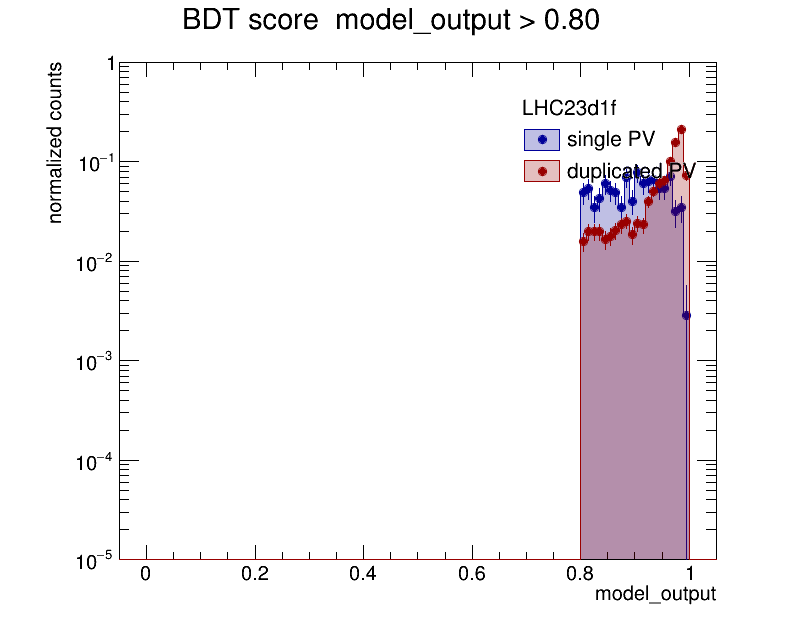 BDT score  model_output > 0.80
normalized counts
1
10⁻¹
10⁻²
10⁻³
10⁻⁴
10⁻⁵
LHC23d1f
single PV
duplicated PV
0 0.2 0.4 0.6 0.8 1
model_output